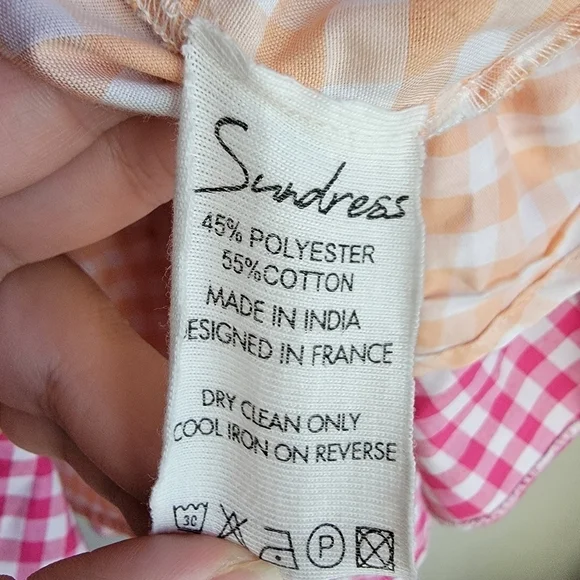 Sundress
45% POLYESTER
55%COTTON
MADE IN INDIA
ESIGNED IN FRANCE
DRY CLEAN ONLY
COOL IRON ON REVERSE
30 P